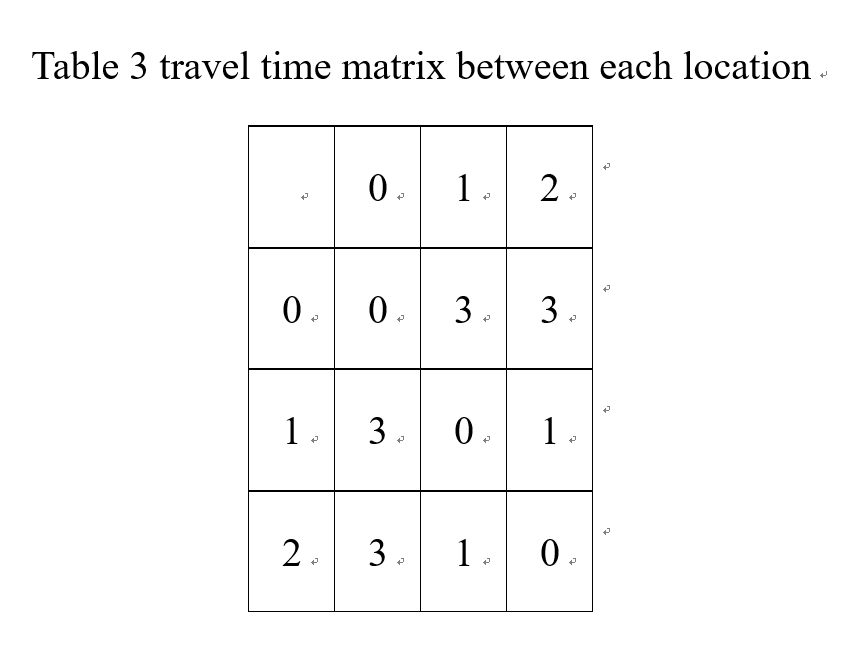 Table 3 travel time matrix between each location
0 1 2
0 0 3 3
1 3 0 1
2 3 1 0